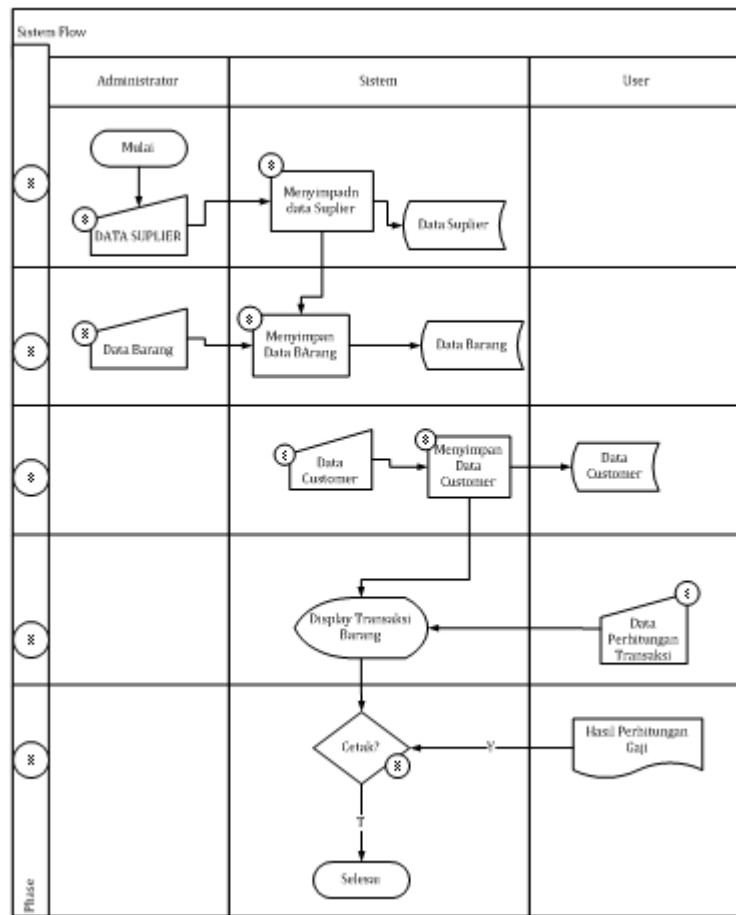 Sistem Flow
Administrator
Sistem
User
Mulai
DATA SUPLIER
Menyimpadn
data Suplier
Data Suplier
Data Barang
Menyimpan
Data BArang
Data Barang
Data
Customer
Menyimpan
Data
Customer
Data
Customer
Display Transaksi
Barang
Data
Perhitungan
Transaksi
Cetak?
Y
Hasil Perhitungan
Gaji
T
Selesai
Phase